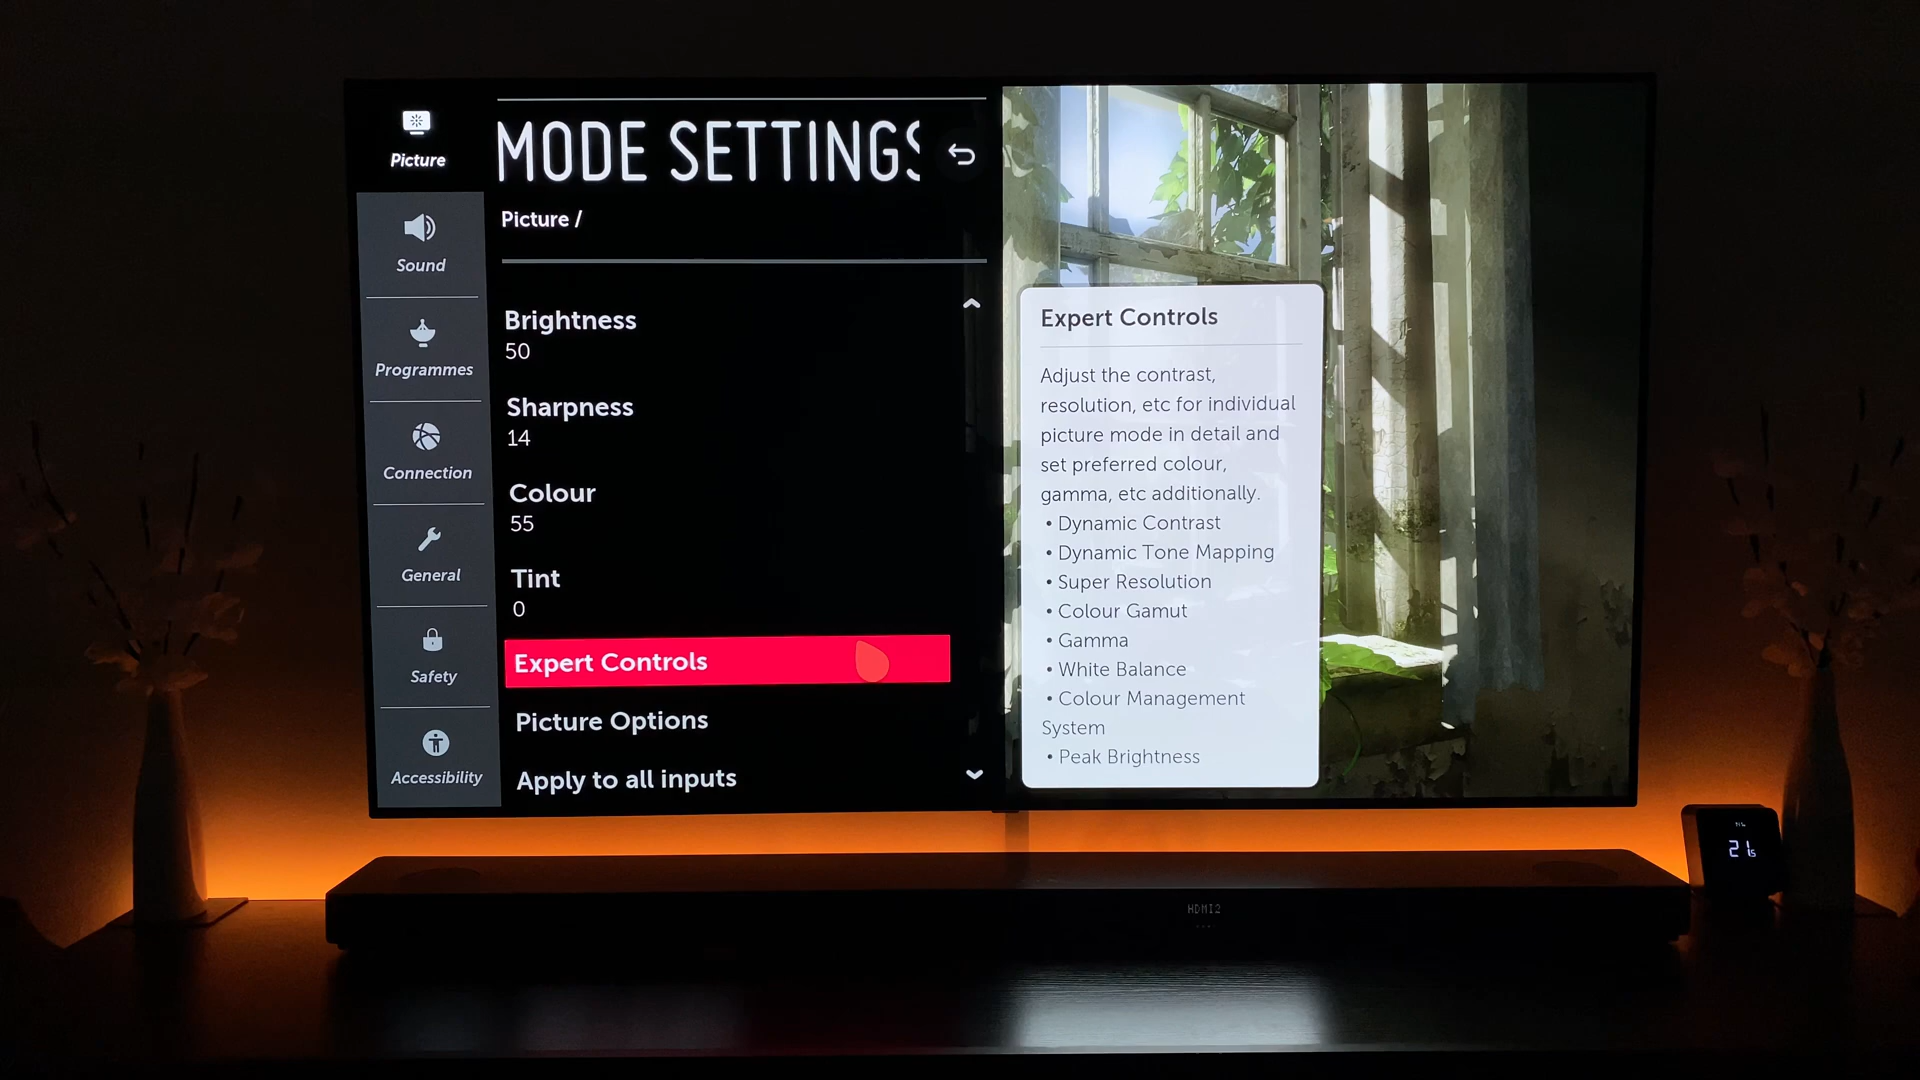 Picture
Sound
Programmes
Connection
General
Safety
Accessibility
MODE SETTINGS
Picture /
Brightness
50
Sharpness
14
Colour
55
Tint
0
Expert Controls
Picture Options
Apply to all inputs
Expert Controls
Adjust the contrast,
resolution, etc for individual
picture mode in detail and
set preferred colour,
gamma, etc additionally.
• Dynamic Contrast
• Dynamic Tone Mapping
• Super Resolution
• Colour Gamut
• Gamma
• White Balance
• Colour Management
System
• Peak Brightness
HDMI2